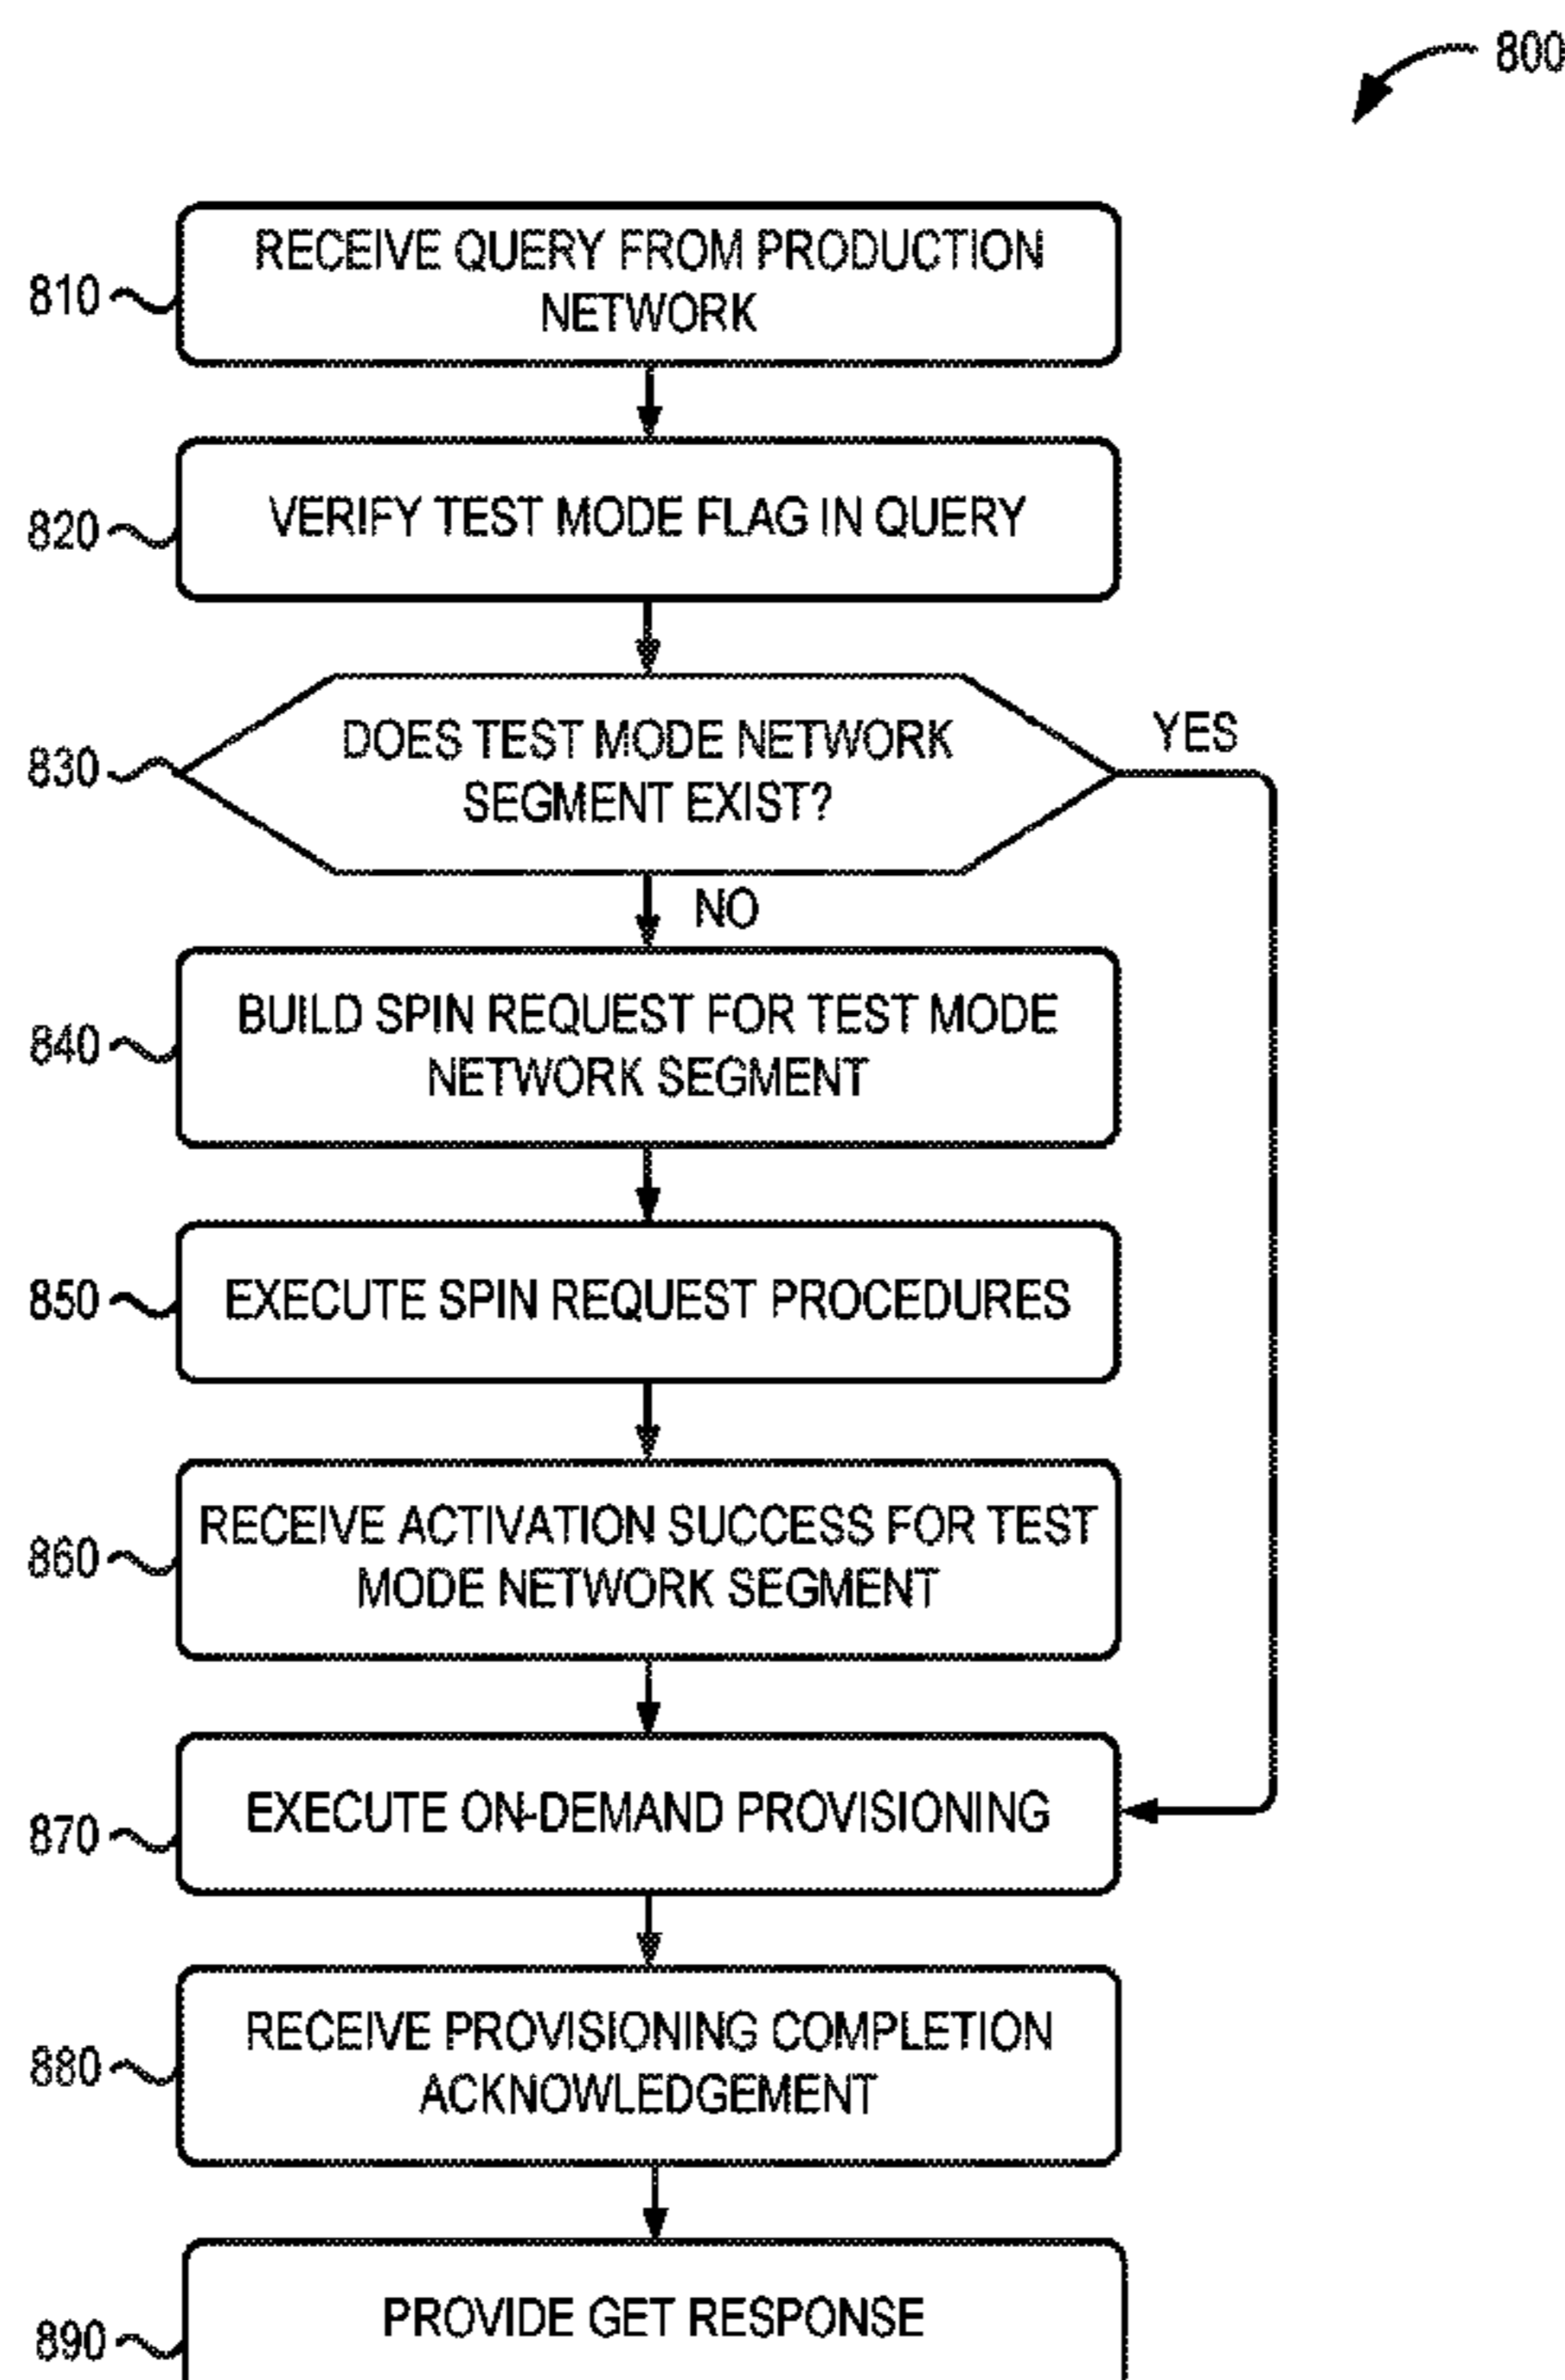 800
810
RECEIVE QUERY FROM PRODUCTION
NETWORK
820
VERIFY TEST MODE FLAG IN QUERY
830
DOES TEST MODE NETWORK
SEGMENT EXIST?
YES
NO
840
BUILD SPIN REQUEST FOR TEST MODE
NETWORK SEGMENT
850
EXECUTE SPIN REQUEST PROCEDURES
860
RECEIVE ACTIVATION SUCCESS FOR TEST
MODE NETWORK SEGMENT
870
EXECUTE ON-DEMAND PROVISIONING
880
RECEIVE PROVISIONING COMPLETION
ACKNOWLEDGEMENT
890
PROVIDE GET RESPONSE